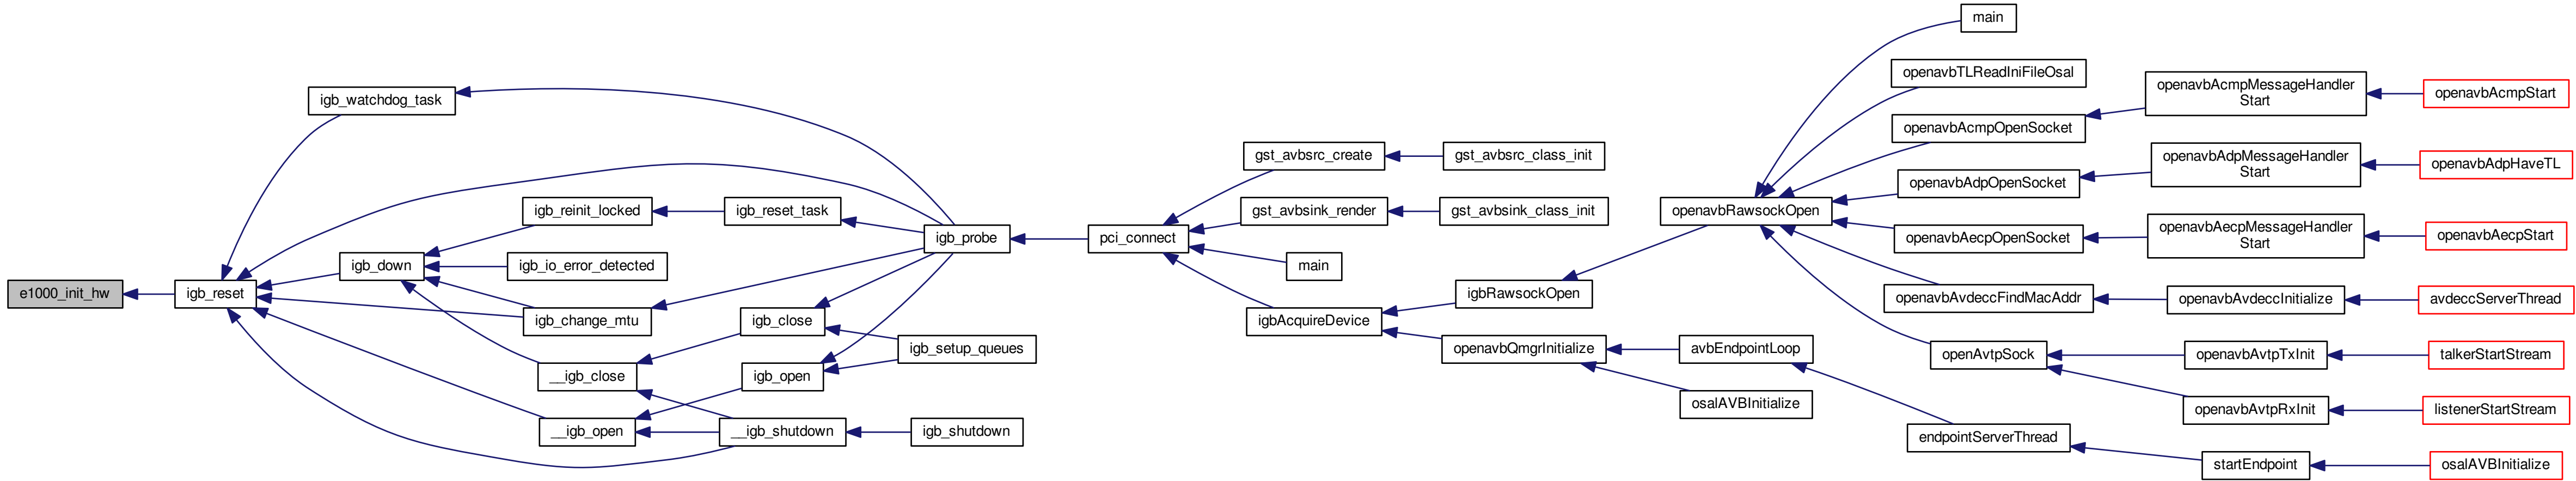 e1000_init_hw
igb_reset
igb_watchdog_task
igb_down
igb_reinit_locked
igb_io_error_detected
igb_change_mtu
__igb_close
__igb_open
igb_reset_task
igb_close
igb_open
__igb_shutdown
igb_probe
igb_setup_queues
igb_shutdown
pci_connect
gst_avbsrc_create
gst_avbsink_render
main
igbAcquireDevice
gst_avbsrc_class_init
gst_avbsink_class_init
igbRawsockOpen
openavbQmgrInitialize
openavbRawsockOpen
avbEndpointLoop
osalAVBInitialize
main
openavbTLReadIniFileOsal
openavbAcmpOpenSocket
openavbAdpOpenSocket
openavbAecpOpenSocket
openavbAvdeccFindMacAddr
openAvtpSock
endpointServerThread
openavbAcmpMessageHandler
Start
openavbAdpMessageHandler
Start
openavbAecpMessageHandler
Start
openavbAvdeccInitialize
openavbAvtpTxInit
openavbAvtpRxInit
startEndpoint
openavbAcmpStart
openavbAdpHaveTL
openavbAecpStart
avdeccServerThread
talkerStartStream
listenerStartStream
osalAVBInitialize